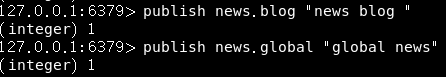 127.0.0.1:6379> publish news.blog "news blog "
(integer) 1
127.0.0.1:6379> publish news.global "global news"
(integer) 1